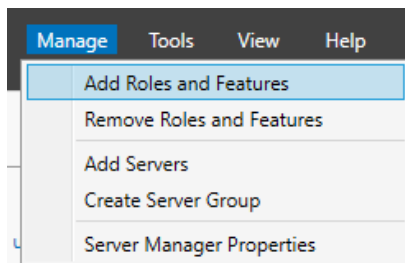 Manage Tools View Help
Add Roles and Features
Remove Roles and Features
Add Servers
Create Server Group
Server Manager Properties